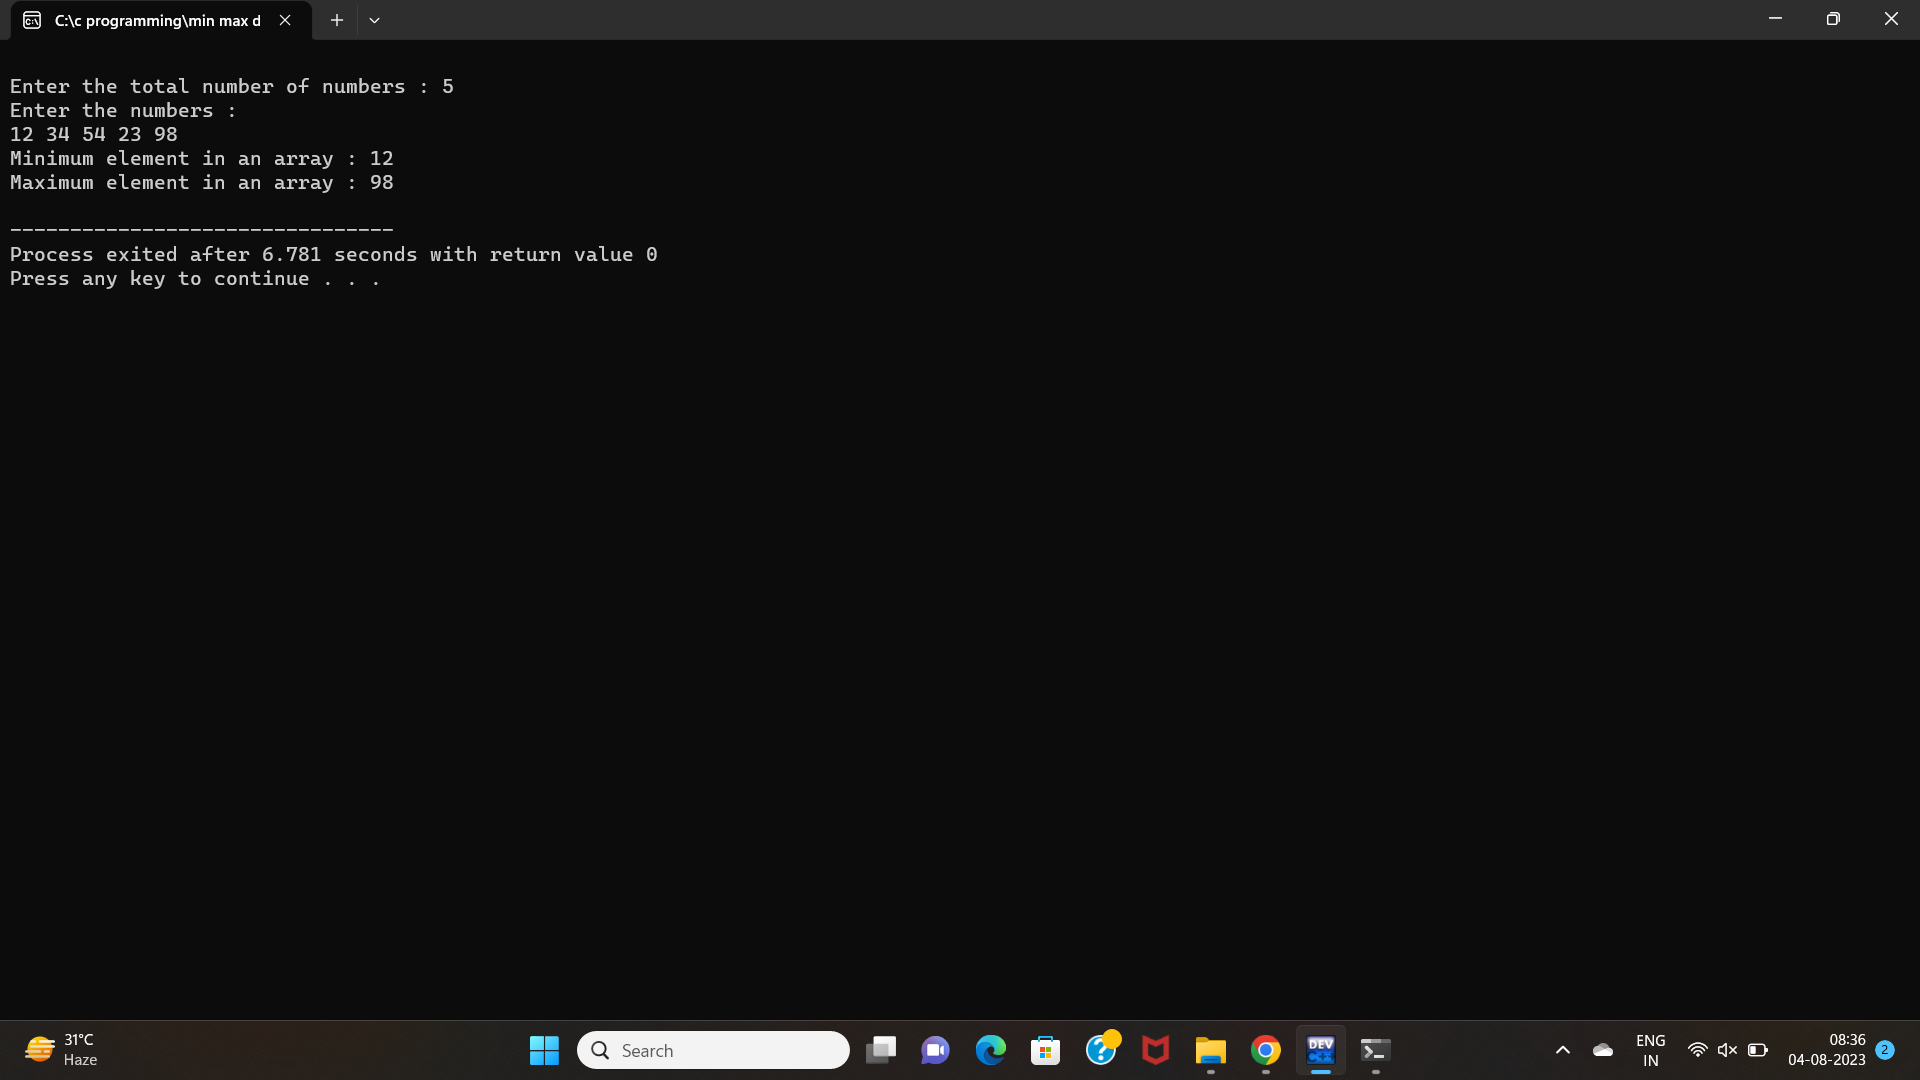 C:\c programming\min max d
Enter the total number of numbers : 5
Enter the numbers :
12 34 54 23 98
Minimum element in an array : 12
Maximum element in an array : 98
--------------------------------
Process exited after 6.781 seconds with return value 0
Press any key to continue . . .
31°C
Haze
Search
DEV
C++
ENG
IN
08:36
04-08-2023
2